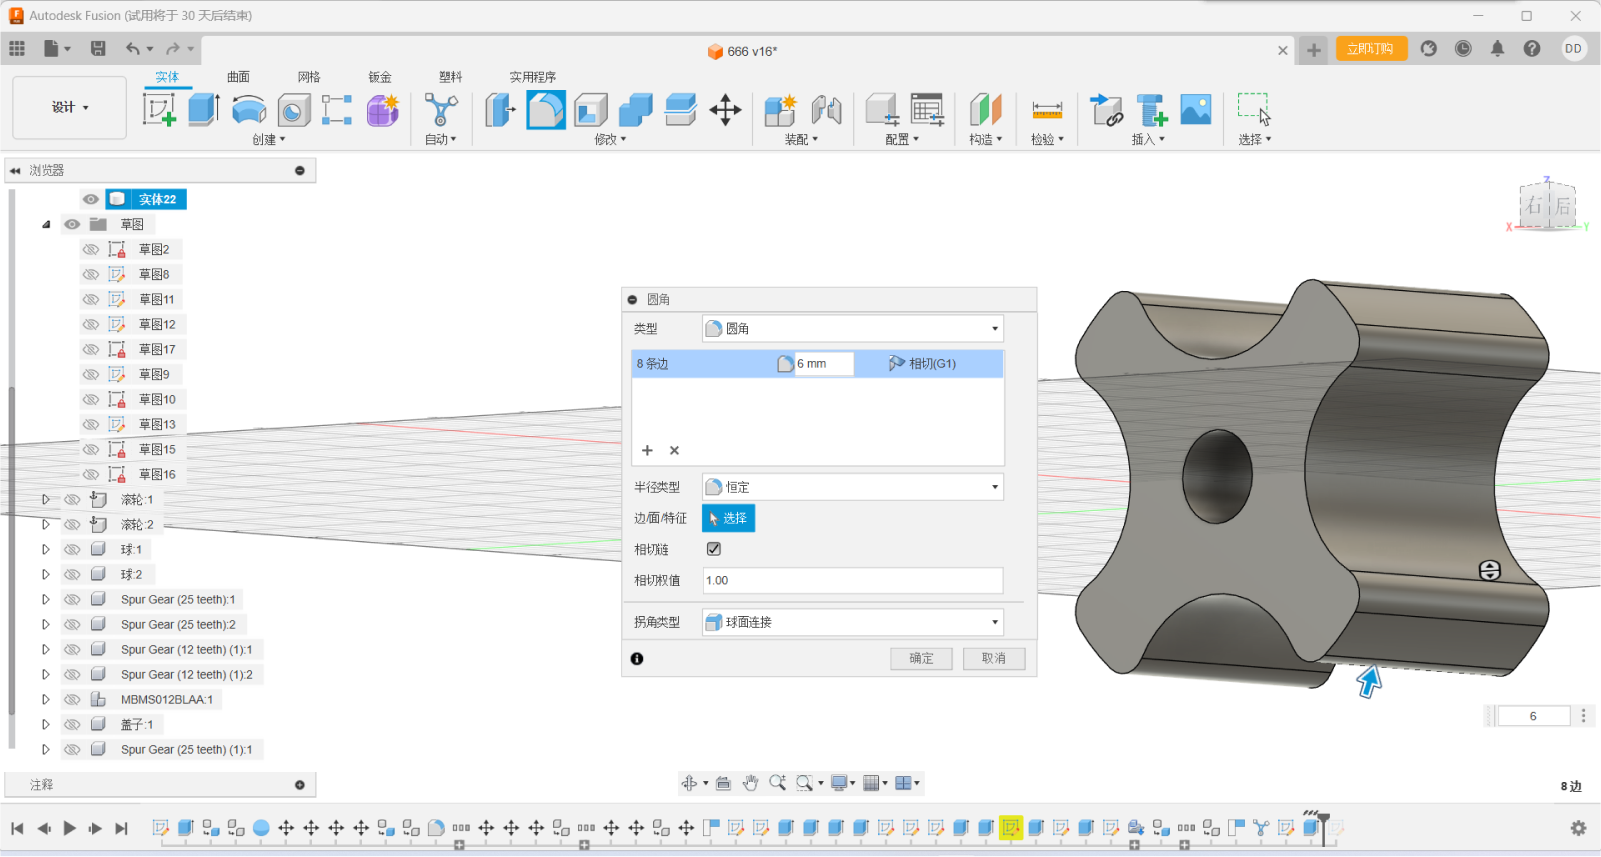 Autodesk Fusion (试用将于 30 天后结束)
666 v16*
立即订购
DD
实体
曲面
网格
钣金
塑料
实用程序
设计
创建
自动
修改
装配
配置
构造
检验
插入
选择
浏览器
实体22
草图
草图2
草图8
草图11
草图12
草图17
草图9
草图10
草图13
草图15
草图16
滚轮:1
滚轮:2
球:1
球:2
Spur Gear (25 teeth):1
Spur Gear (25 teeth):2
Spur Gear (12 teeth) (1):1
Spur Gear (12 teeth) (1):2
MBMS012BLAA:1
盖子:1
Spur Gear (25 teeth) (1):1
注释
圆角
类型
圆角
8 条边
6 mm
相切(G1)
半径类型
恒定
边/面/特征
选择
相切链
相切权值
1.00
拐角类型
球面连接
确定
取消
Z
右
后
X
Y
6
8 边